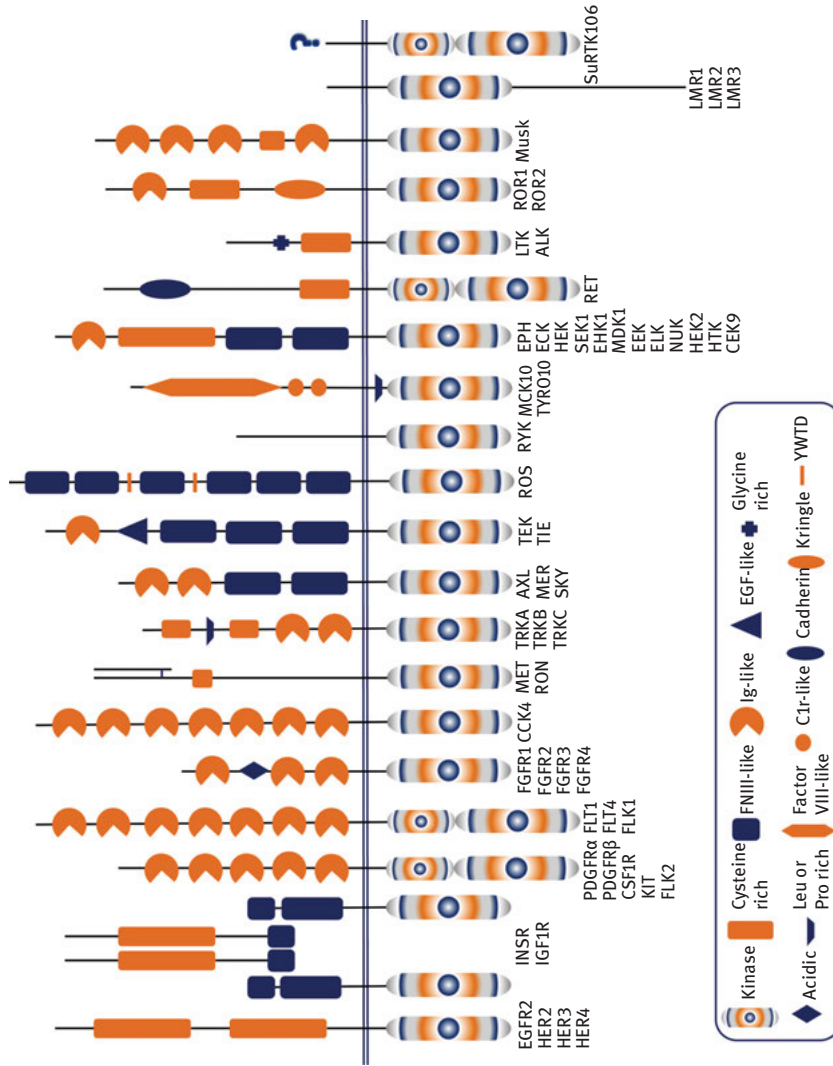 EGFR2
HER2
HER3
HER4
INSR
IGF1R
PDGFRα
PDGFRβ
CSF1R
KIT
FLK2
FLT1
FLT4
FLK1
FGFR1
FGFR2
FGFR3
FGFR4
CCK4
MET
RON
TRKA
TRKB
TRKC
AXL
MER
SKY
TEK
TIE
ROS
RYK
MCK10
TYRO10
EPH
ECK
HEK
SEK1
EHK1
MDK1
EEK
ELK
NUK
HEK2
HTK
CEK9
RET
LTK
ALK
ROR1
ROR2
Musk
LMR1
LMR2
LMR3
?
SuRTK106
Kinase
Cysteine
rich
FNIII-like
Ig-like
EGF-like
Glycine
rich
Acidic
Leu or
Pro rich
Factor
VIII-like
C1r-like
Cadherin
Kringle
YWTD